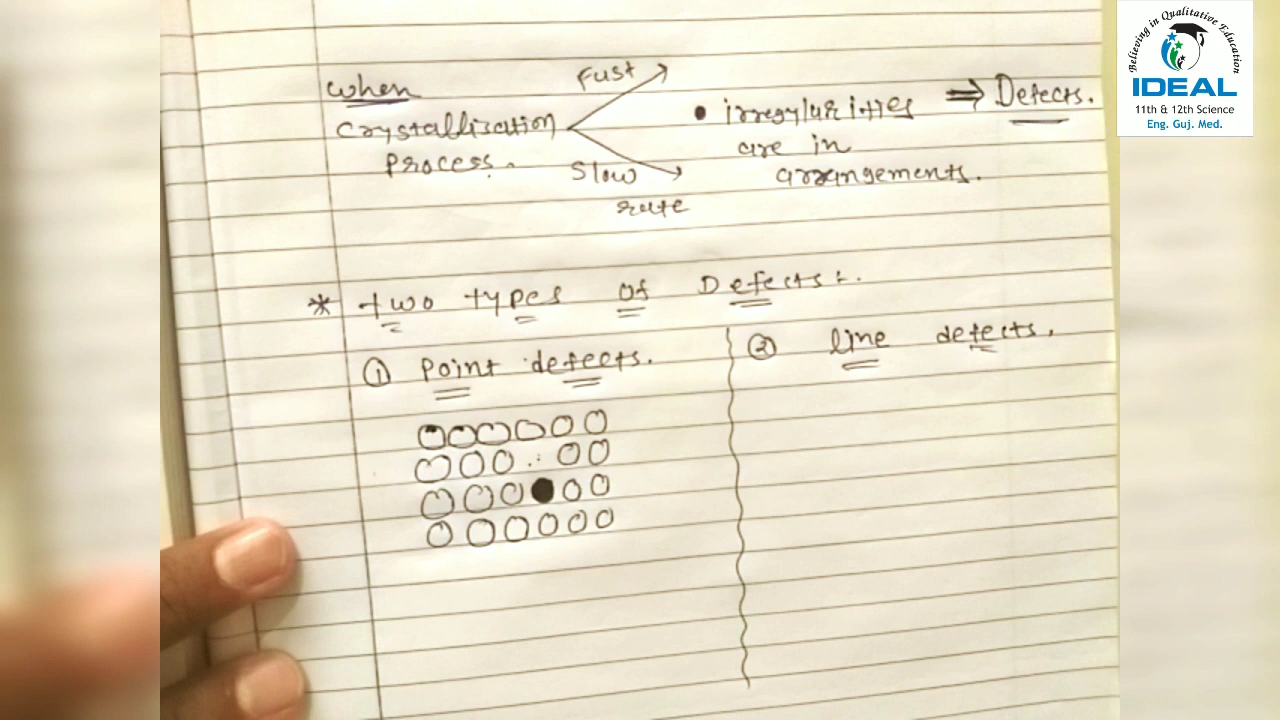 when
crystallisation
process.
Fast
Slow
rate
• irregularities
are in
arrangements.
⇒ Defects.
* two types of Defects :.
① Point defects.
② line defects.
Believing in Qualitative Education
IDEAL
11th & 12th Science
Eng. Guj. Med.